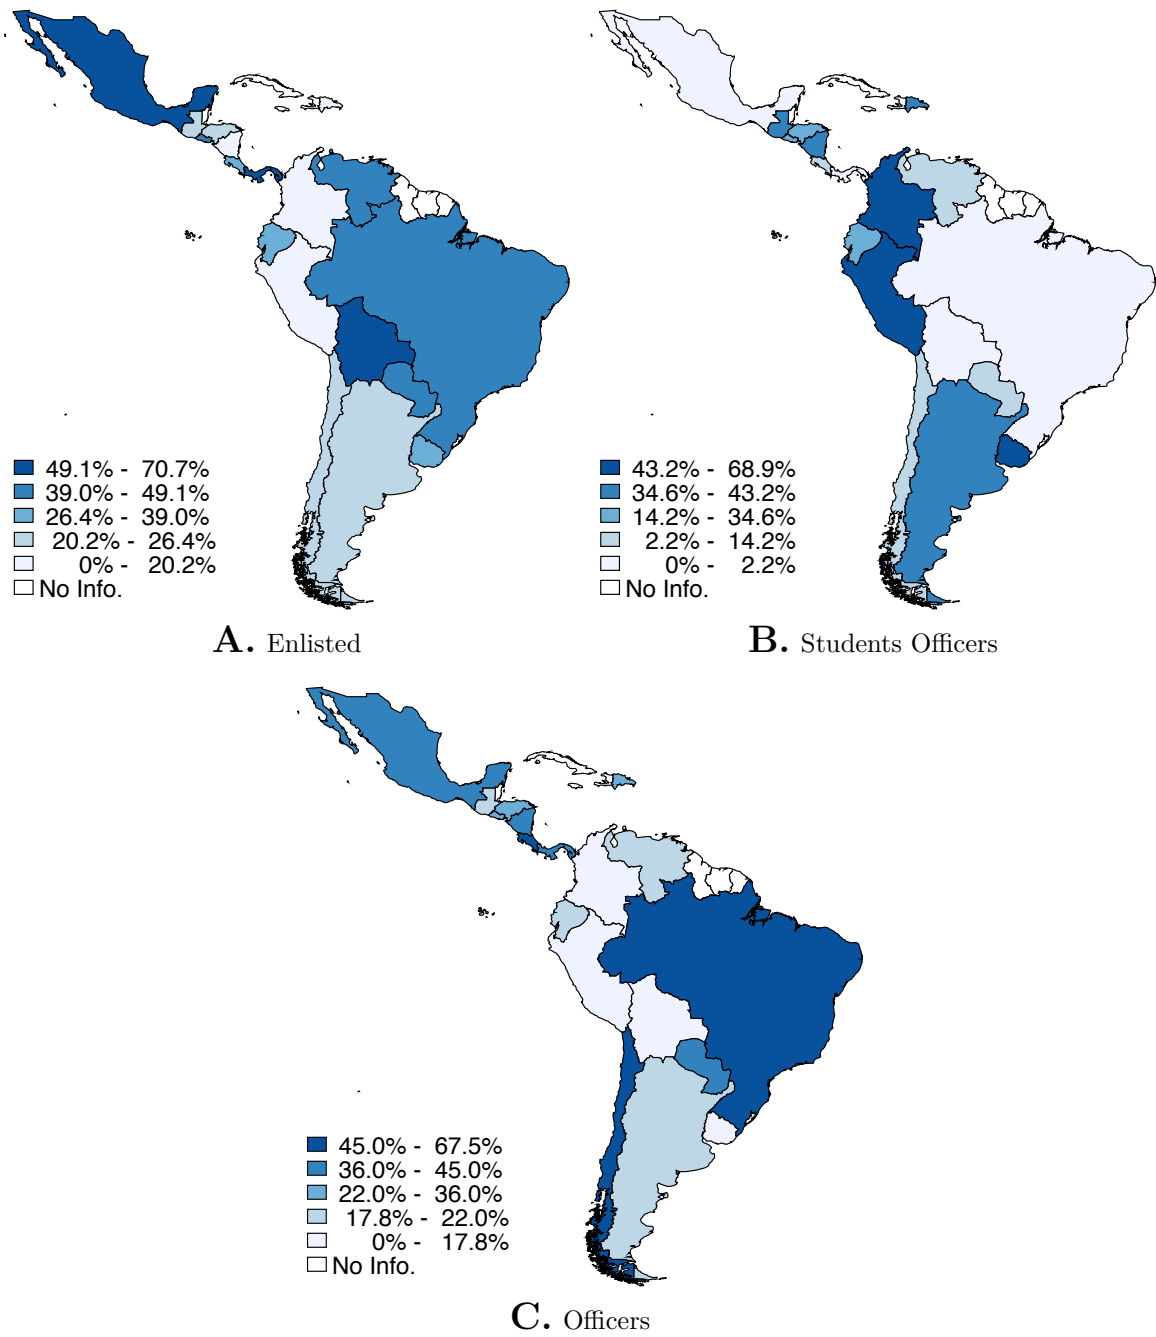 49.1% - 70.7%
39.0% - 49.1%
26.4% - 39.0%
20.2% - 26.4%
0% - 20.2%
No Info.
A. Enlisted
43.2% - 68.9%
34.6% - 43.2%
14.2% - 34.6%
2.2% - 14.2%
0% - 2.2%
No Info.
B. Students Officers
45.0% - 67.5%
36.0% - 45.0%
22.0% - 36.0%
17.8% - 22.0%
0% - 17.8%
No Info.
C. Officers